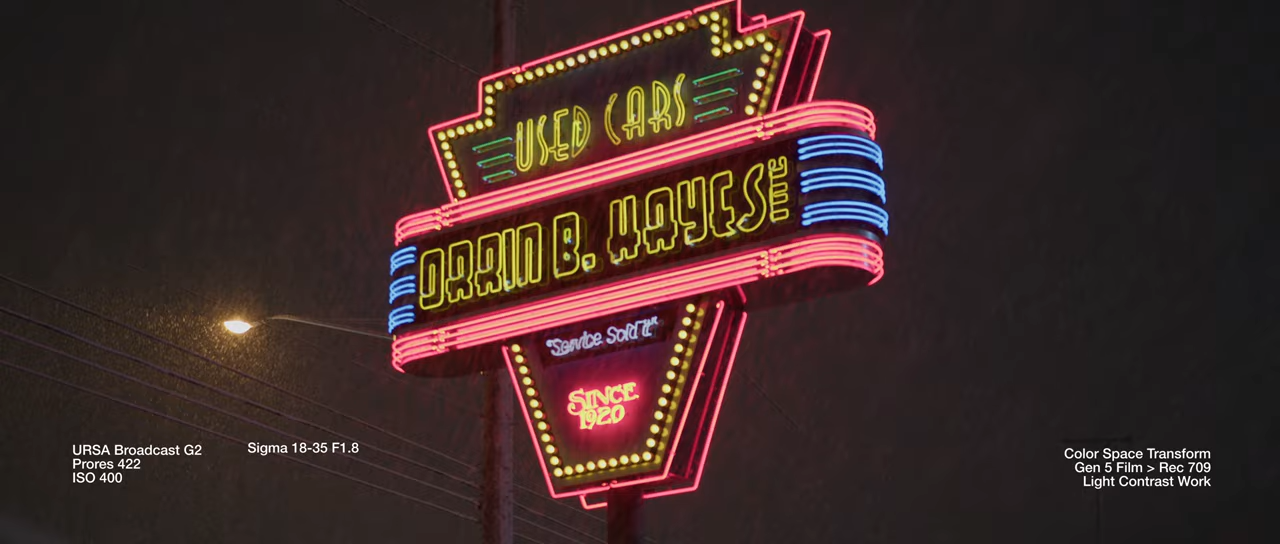 USED CARS
ORRIN B. HAYES INC
"Service Sold It"
SINCE
1920
URSA Broadcast G2
Prores 422
ISO 400
Sigma 18-35 F1.8
Color Space Transform
Gen 5 Film > Rec 709
Light Contrast Work